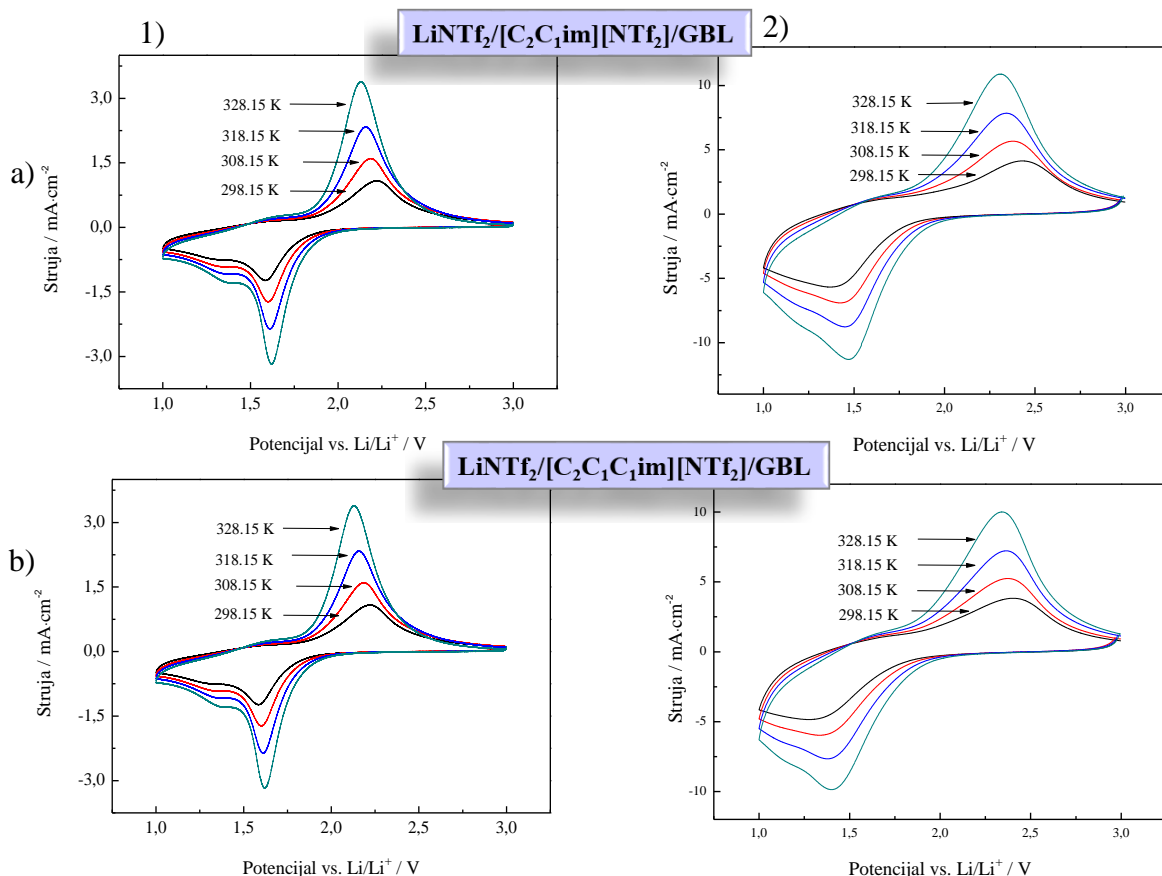 1)
LiNTf₂/[C₂C₁im][NTf₂]/GBL
2)
a)
3,0
1,5
0,0
-1,5
-3,0
Struja / mA·cm⁻²
328.15 K
318.15 K
308.15 K
298.15 K
1,0 1,5 2,0 2,5 3,0
Potencijal vs. Li/Li⁺ / V
10
5
0
-5
-10
Struja / mA·cm⁻²
328.15 K
318.15 K
308.15 K
298.15 K
1,0 1,5 2,0 2,5 3,0
Potencijal vs. Li/Li⁺ / V
LiNTf₂/[C₂C₁C₁im][NTf₂]/GBL
b)
3,0
1,5
0,0
-1,5
-3,0
Struja / mA·cm⁻²
328.15 K
318.15 K
308.15 K
298.15 K
1,0 1,5 2,0 2,5 3,0
Potencijal vs. Li/Li⁺ / V
10
5
0
-5
-10
Struja / mA·cm⁻²
328.15 K
318.15 K
308.15 K
298.15 K
1,0 1,5 2,0 2,5 3,0
Potencijal vs. Li/Li⁺ / V